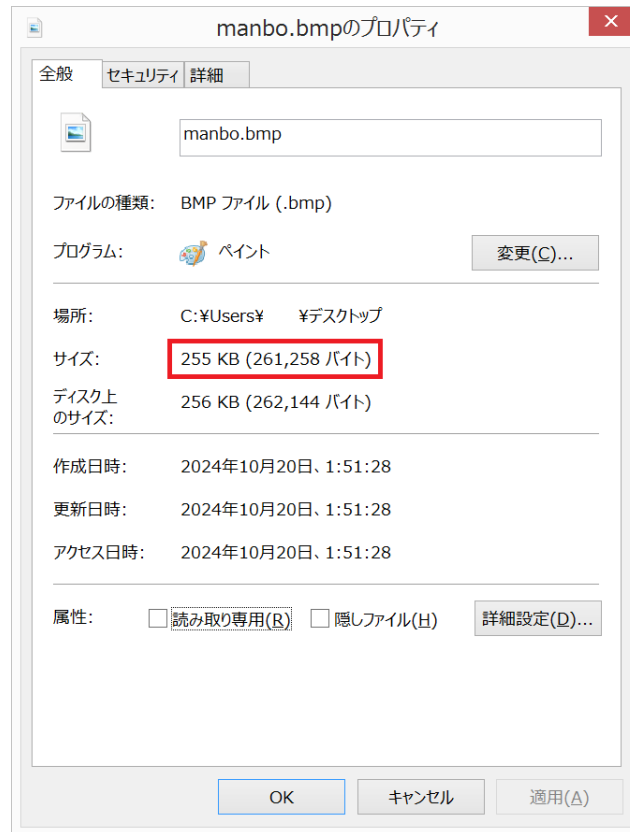 manbo.bmpのプロパティ
全般 セキュリティ 詳細
manbo.bmp
ファイルの種類: BMP ファイル (.bmp)
プログラム: ペイント 変更(C)...
場所: C:¥Users¥ ¥デスクトップ
サイズ: 255 KB (261,258 バイト)
ディスク上
のサイズ: 256 KB (262,144 バイト)
作成日時: 2024年10月20日、1:51:28
更新日時: 2024年10月20日、1:51:28
アクセス日時: 2024年10月20日、1:51:28
属性: 読み取り専用(R) 隠しファイル(H) 詳細設定(D)...
OK キャンセル 適用(A)